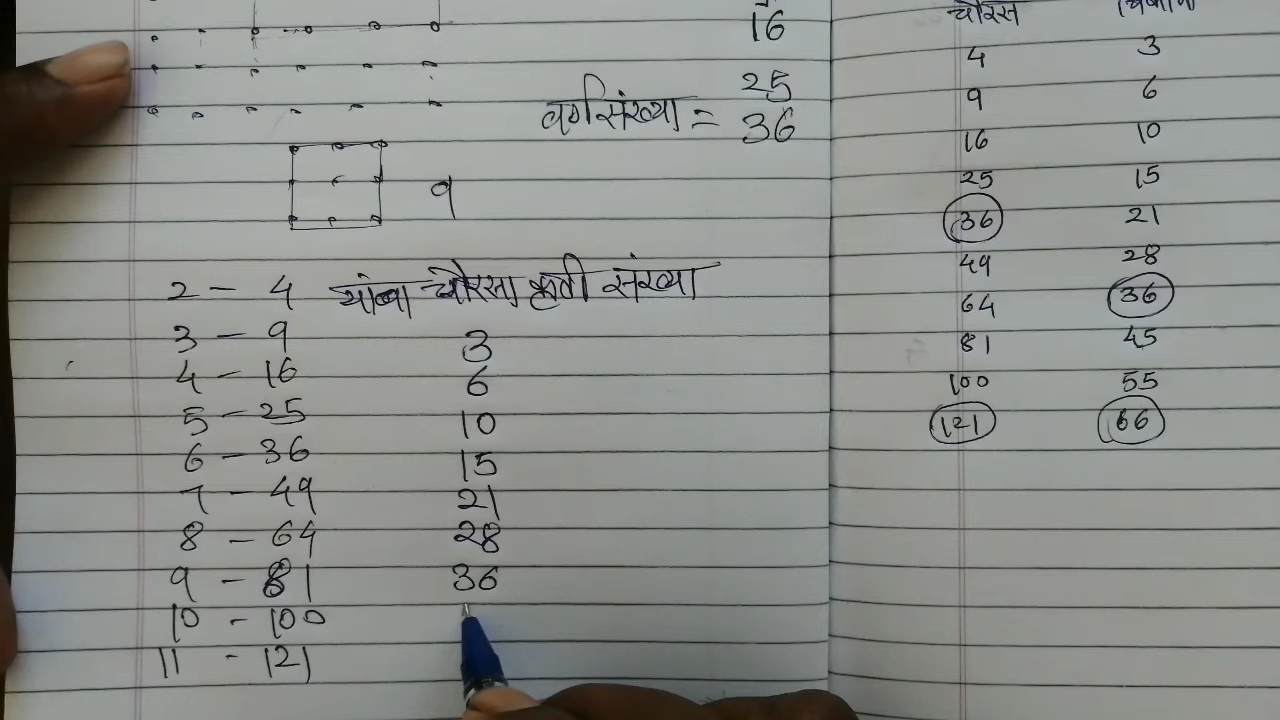 16
25
वर्गसंख्या = 36
9
2 - 4 यांच्या चौरसाकृती संख्या
3 - 9 3
4 - 16 6
5 - 25 10
6 - 36 15
7 - 49 21
8 - 64 28
9 - 81 36
10 - 100
11 - 121
चौरस
4 3
9 6
16 10
25 15
36 21
49 28
64 36
81 45
100 55
121 66